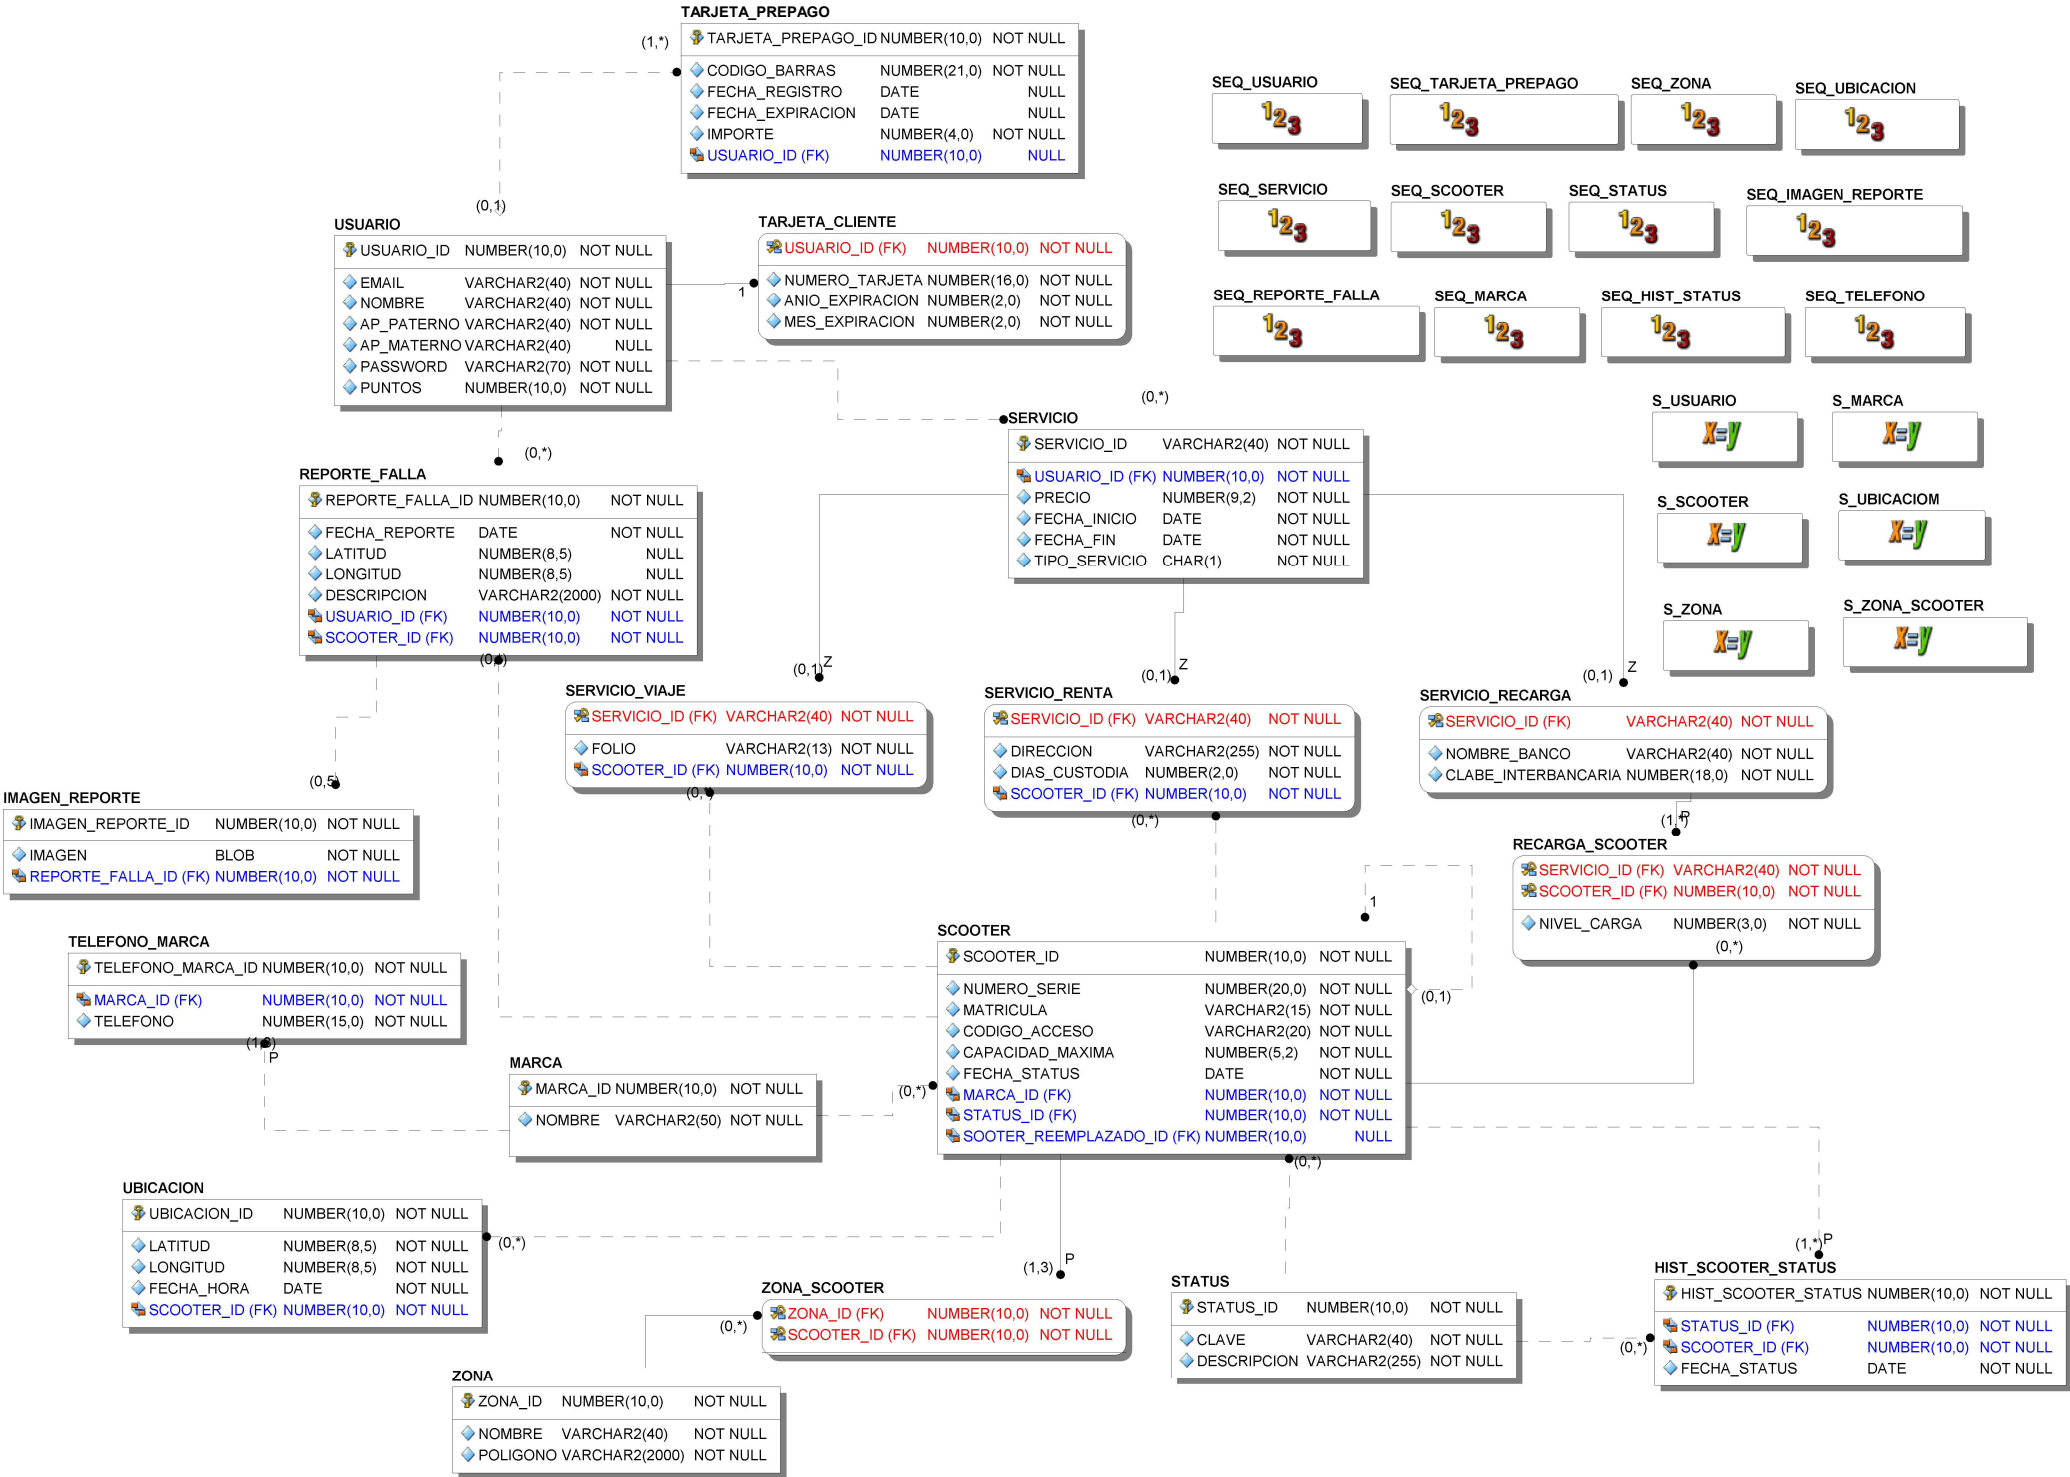 TARJETA_PREPAGO
(1,*)
TARJETA_PREPAGO_ID NUMBER(10,0) NOT NULL
CODIGO_BARRAS NUMBER(21,0) NOT NULL
FECHA_REGISTRO DATE NULL
FECHA_EXPIRACION DATE NULL
IMPORTE NUMBER(4,0) NOT NULL
USUARIO_ID (FK) NUMBER(10,0) NULL
(0,1)
USUARIO
USUARIO_ID NUMBER(10,0) NOT NULL
EMAIL VARCHAR2(40) NOT NULL
NOMBRE VARCHAR2(40) NOT NULL
AP_PATERNO VARCHAR2(40) NOT NULL
AP_MATERNO VARCHAR2(40) NULL
PASSWORD VARCHAR2(70) NOT NULL
PUNTOS NUMBER(10,0) NOT NULL
TARJETA_CLIENTE
USUARIO_ID (FK) NUMBER(10,0) NOT NULL
NUMERO_TARJETA NUMBER(16,0) NOT NULL
ANIO_EXPIRACION NUMBER(2,0) NOT NULL
MES_EXPIRACION NUMBER(2,0) NOT NULL
1
SEQ_USUARIO
123
SEQ_TARJETA_PREPAGO
123
SEQ_ZONA
123
SEQ_UBICACION
123
SEQ_SERVICIO
123
SEQ_SCOOTER
123
SEQ_STATUS
123
SEQ_IMAGEN_REPORTE
123
SEQ_REPORTE_FALLA
123
SEQ_MARCA
123
SEQ_HIST_STATUS
123
SEQ_TELEFONO
123
S_USUARIO
x=y
S_MARCA
x=y
S_SCOOTER
x=y
S_UBICACIOM
x=y
S_ZONA
x=y
S_ZONA_SCOOTER
x=y
(0,*)
SERVICIO
SERVICIO_ID VARCHAR2(40) NOT NULL
USUARIO_ID (FK) NUMBER(10,0) NOT NULL
PRECIO NUMBER(9,2) NOT NULL
FECHA_INICIO DATE NOT NULL
FECHA_FIN DATE NOT NULL
TIPO_SERVICIO CHAR(1) NOT NULL
(0,*)
REPORTE_FALLA
REPORTE_FALLA_ID NUMBER(10,0) NOT NULL
FECHA_REPORTE DATE NOT NULL
LATITUD NUMBER(8,5) NULL
LONGITUD NUMBER(8,5) NULL
DESCRIPCION VARCHAR2(2000) NOT NULL
USUARIO_ID (FK) NUMBER(10,0) NOT NULL
SCOOTER_ID (FK) NUMBER(10,0) NOT NULL
(0,1) Z
SERVICIO_VIAJE
SERVICIO_ID (FK) VARCHAR2(40) NOT NULL
FOLIO VARCHAR2(13) NOT NULL
SCOOTER_ID (FK) NUMBER(10,0) NOT NULL
(0,1) Z
SERVICIO_RENTA
SERVICIO_ID (FK) VARCHAR2(40) NOT NULL
DIRECCION VARCHAR2(255) NOT NULL
DIAS_CUSTODIA NUMBER(2,0) NOT NULL
SCOOTER_ID (FK) NUMBER(10,0) NOT NULL
(0,*)
(0,1) Z
SERVICIO_RECARGA
SERVICIO_ID (FK) VARCHAR2(40) NOT NULL
NOMBRE_BANCO VARCHAR2(40) NOT NULL
CLABE_INTERBANCARIA NUMBER(18,0) NOT NULL
P
RECARGA_SCOOTER
SERVICIO_ID (FK) VARCHAR2(40) NOT NULL
SCOOTER_ID (FK) NUMBER(10,0) NOT NULL
NIVEL_CARGA NUMBER(3,0) NOT NULL
(0,*)
(0,5)
IMAGEN_REPORTE
IMAGEN_REPORTE_ID NUMBER(10,0) NOT NULL
IMAGEN BLOB NOT NULL
REPORTE_FALLA_ID (FK) NUMBER(10,0) NOT NULL
TELEFONO_MARCA
TELEFONO_MARCA_ID NUMBER(10,0) NOT NULL
MARCA_ID (FK) NUMBER(10,0) NOT NULL
TELEFONO NUMBER(15,0) NOT NULL
P
MARCA
MARCA_ID NUMBER(10,0) NOT NULL
NOMBRE VARCHAR2(50) NOT NULL
(0,*)
1
(0,1)
SCOOTER
SCOOTER_ID NUMBER(10,0) NOT NULL
NUMERO_SERIE NUMBER(20,0) NOT NULL
MATRICULA VARCHAR2(15) NOT NULL
CODIGO_ACCESO VARCHAR2(20) NOT NULL
CAPACIDAD_MAXIMA NUMBER(5,2) NOT NULL
FECHA_STATUS DATE NOT NULL
MARCA_ID (FK) NUMBER(10,0) NOT NULL
STATUS_ID (FK) NUMBER(10,0) NOT NULL
SOOTER_REEMPLAZADO_ID (FK) NUMBER(10,0) NULL
(0,*)
UBICACION
UBICACION_ID NUMBER(10,0) NOT NULL
LATITUD NUMBER(8,5) NOT NULL
LONGITUD NUMBER(8,5) NOT NULL
FECHA_HORA DATE NOT NULL
SCOOTER_ID (FK) NUMBER(10,0) NOT NULL
(0,*)
(1,3) P
ZONA_SCOOTER
ZONA_ID (FK) NUMBER(10,0) NOT NULL
SCOOTER_ID (FK) NUMBER(10,0) NOT NULL
(0,*)
ZONA
ZONA_ID NUMBER(10,0) NOT NULL
NOMBRE VARCHAR2(40) NOT NULL
POLIGONO VARCHAR2(2000) NOT NULL
STATUS
STATUS_ID NUMBER(10,0) NOT NULL
CLAVE VARCHAR2(40) NOT NULL
DESCRIPCION VARCHAR2(255) NOT NULL
(1,*) P
HIST_SCOOTER_STATUS
HIST_SCOOTER_STATUS NUMBER(10,0) NOT NULL
STATUS_ID (FK) NUMBER(10,0) NOT NULL
SCOOTER_ID (FK) NUMBER(10,0) NOT NULL
FECHA_STATUS DATE NOT NULL
(0,*)